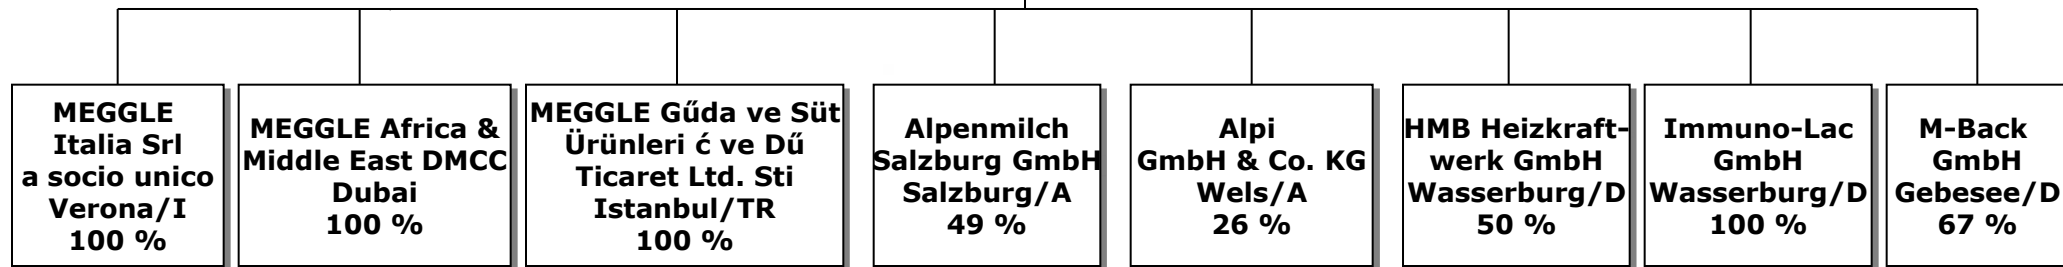 MEGGLE
Italia Srl
a socio unico
Verona/I
100 %
MEGGLE Africa &
Middle East DMCC
Dubai
100 %
MEGGLE Gűda ve Süt
Ürünleri ć ve Dű
Ticaret Ltd. Sti
Istanbul/TR
100 %
Alpenmilch
Salzburg GmbH
Salzburg/A
49 %
Alpi
GmbH & Co. KG
Wels/A
26 %
HMB Heizkraft-
werk GmbH
Wasserburg/D
50 %
Immuno-Lac
GmbH
Wasserburg/D
100 %
M-Back
GmbH
Gebesee/D
67 %